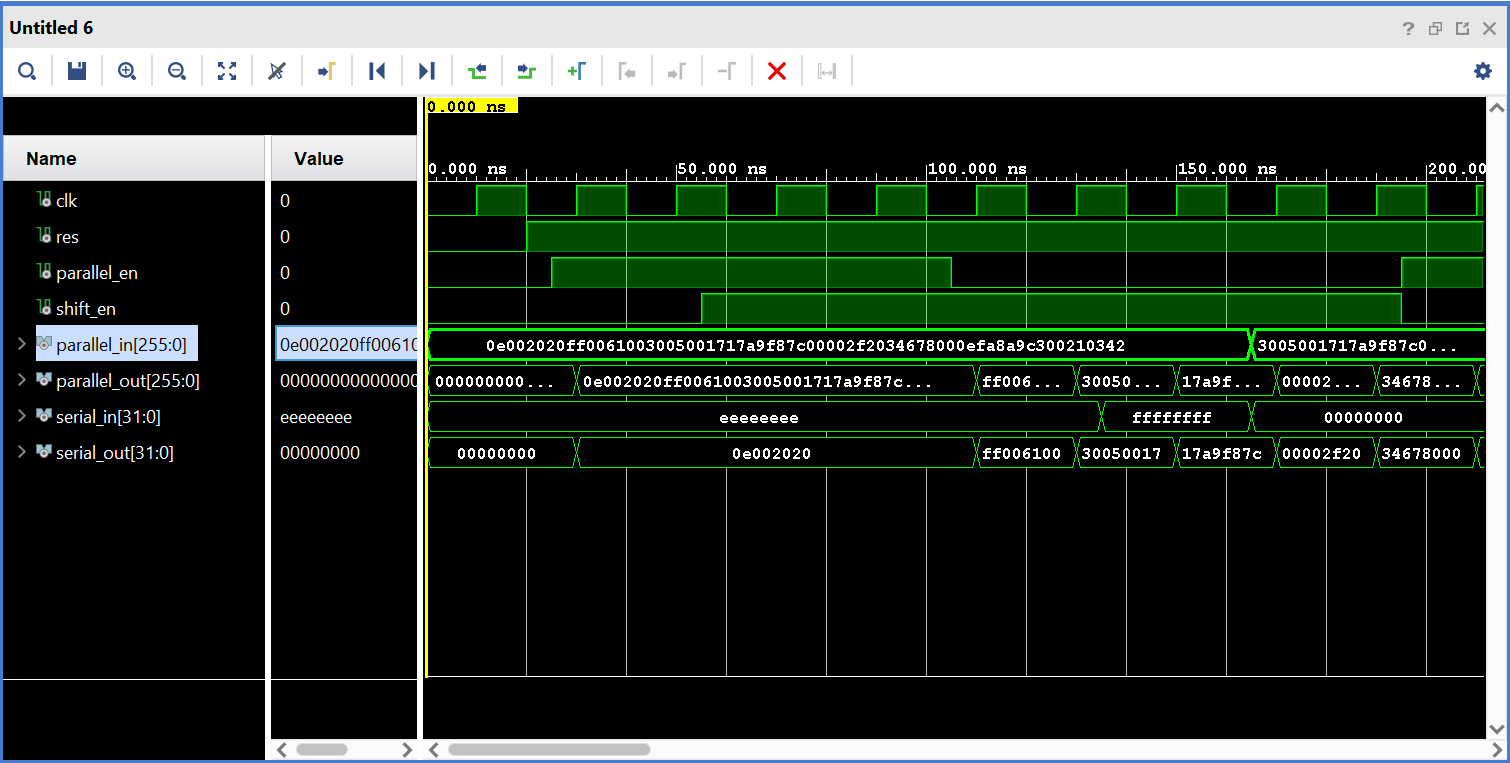 Untitled 6
?
0.000 ns
Name Value
0.000 ns 50.000 ns 100.000 ns 150.000 ns 200.00
clk 0
res 0
parallel_en 0
shift_en 0
parallel_in[255:0] 0e002020ff00610 0e002020ff0061003005001717a9f87c00002f2034678000efa8a9c300210342 3005001717a9f87c0...
parallel_out[255:0] 00000000000000 000000000... 0e002020ff0061003005001717a9f87c... ff006... 30050... 17a9f... 00002... 34678...
serial_in[31:0] eeeeeeee eeeeeeee ffffffff 00000000
serial_out[31:0] 00000000 00000000 0e002020 ff006100 30050017 17a9f87c 00002f20 34678000